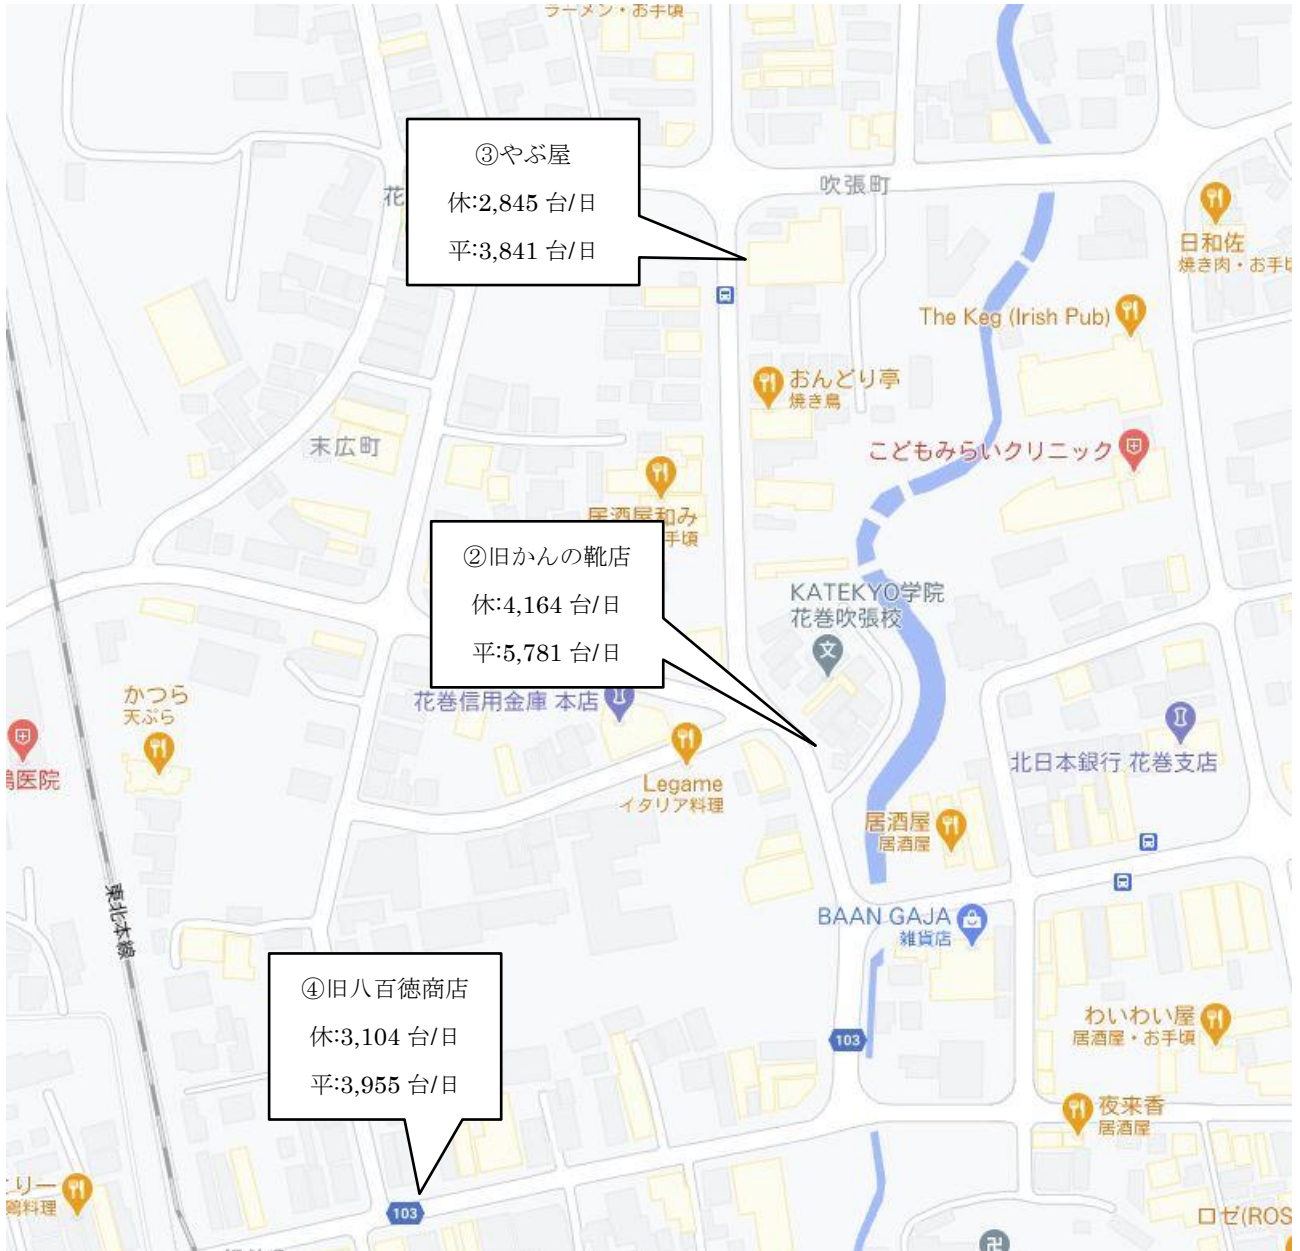 ラーメン・お手頃
③やぶ屋
休:2,845 台/日
平:3,841 台/日
花
吹張町
日和佐
焼き肉・お手頃
The Keg (Irish Pub)
おんどり亭
焼き鳥
末広町
こどもみらいクリニック
居酒屋和み
手頃
②旧かんの靴店
休:4,164 台/日
平:5,781 台/日
KATEKYO学院
花巻吹張校
文
かつら
天ぷら
花巻信用金庫 本店
医院
Legame
イタリア料理
北日本銀行 花巻支店
居酒屋
居酒屋
東北本線
BAAN GAJA
雑貨店
④旧八百徳商店
休:3,104 台/日
平:3,955 台/日
103
わいわい屋
居酒屋・お手頃
夜来香
居酒屋
リー
鶏料理
103
ロゼ(ROS
卍